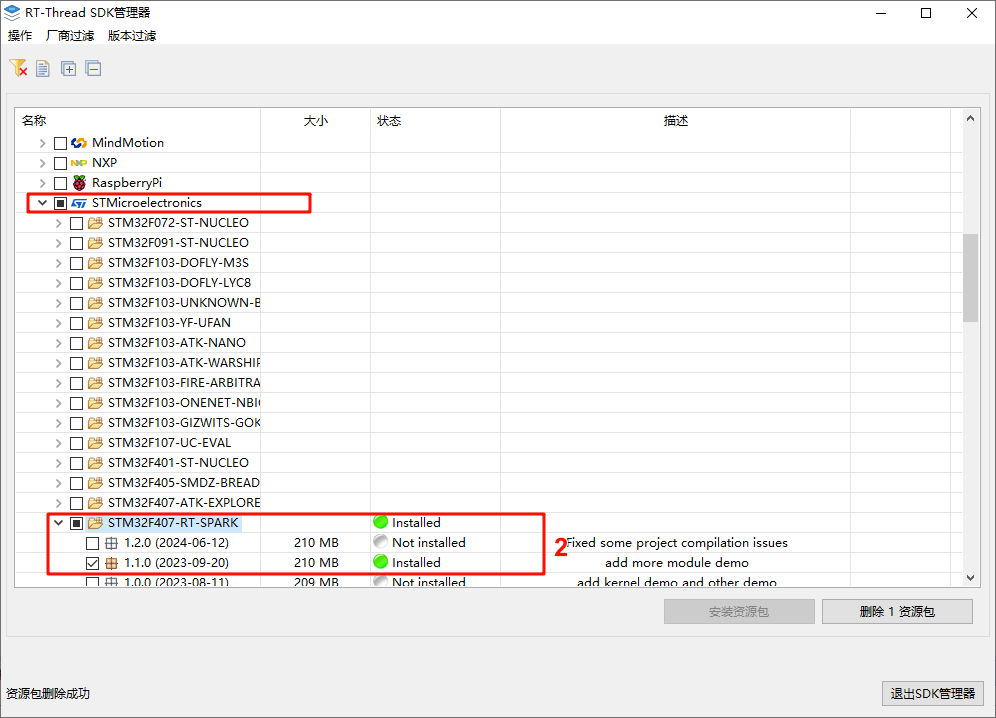 RT-Thread SDK管理器
操作 厂商过滤 版本过滤
名称 大小 状态 描述
MindMotion
NXP NXP
RaspberryPi
ST STMicroelectronics
STM32F072-ST-NUCLEO
STM32F091-ST-NUCLEO
STM32F103-DOFLY-M3S
STM32F103-DOFLY-LYC8
STM32F103-UNKNOWN-B
STM32F103-YF-UFAN
STM32F103-ATK-NANO
STM32F103-ATK-WARSHIP
STM32F103-FIRE-ARBITRA
STM32F103-ONENET-NBIO
STM32F103-GIZWITS-GOK
STM32F107-UC-EVAL
STM32F401-ST-NUCLEO
STM32F405-SMDZ-BREAD
STM32F407-ATK-EXPLORE
STM32F407-RT-SPARK Installed
1.2.0 (2024-06-12) 210 MB Not installed 2 Fixed some project compilation issues
1.1.0 (2023-09-20) 210 MB Installed add more module demo
1.0.0 (2023-08-11) 209 MB Not installed add kernel demo and other demo
安装资源包 删除 1 资源包
资源包删除成功 退出SDK管理器